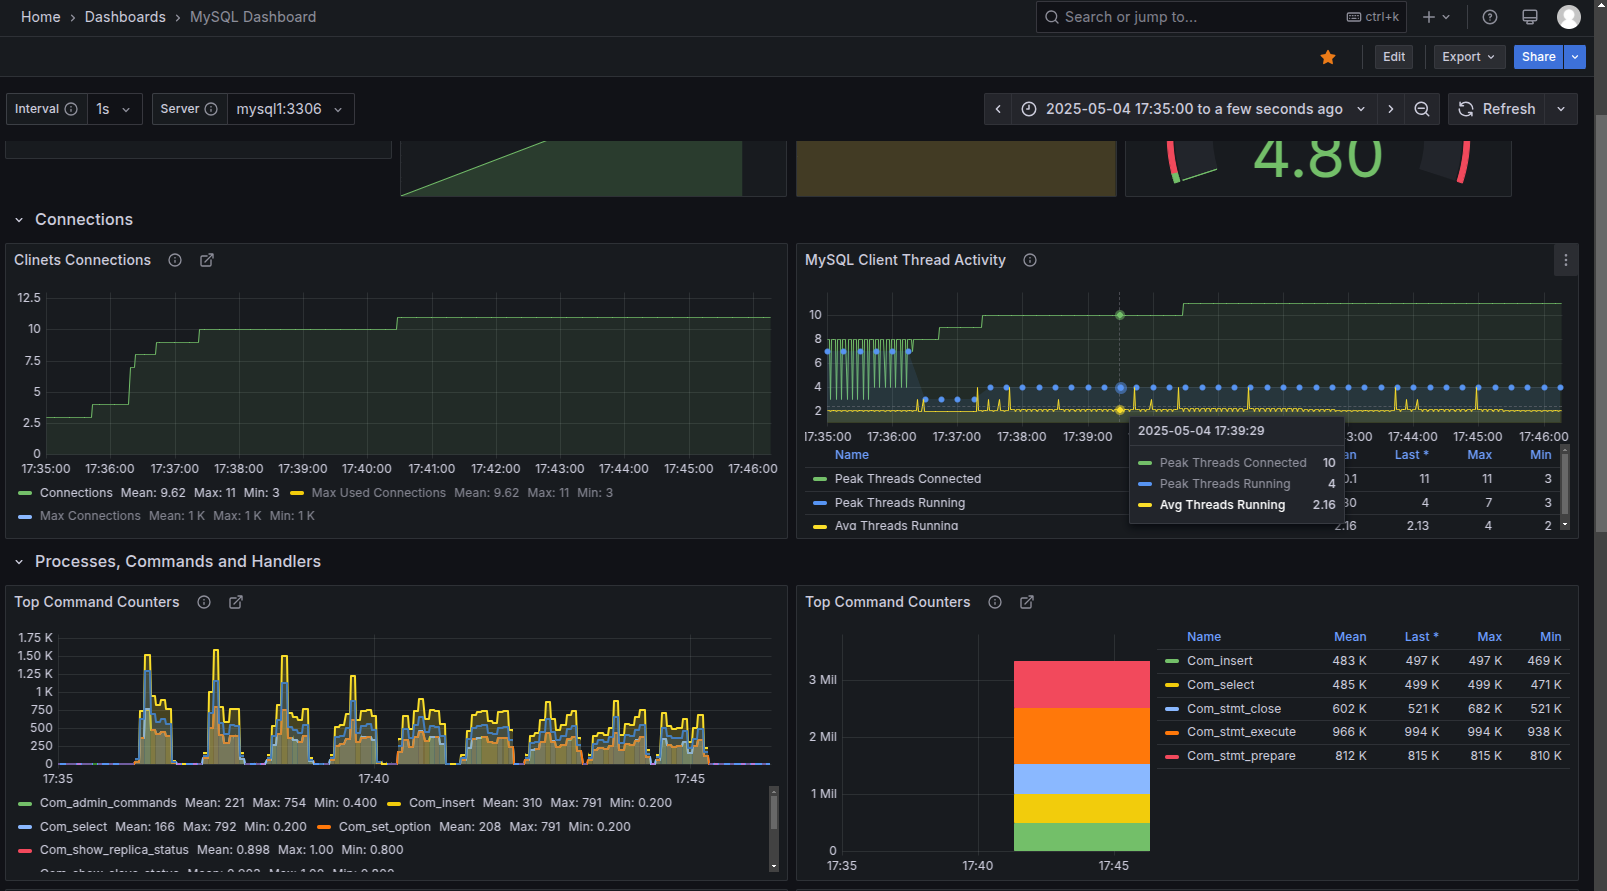 Home › Dashboards › MySQL Dashboard
Search or jump to... ctrl+k
Edit Export Share
Interval 1s Server mysql1:3306 2025-05-04 17:35:00 to a few seconds ago Refresh
4.80
Connections
Clinets Connections
12.5
10
7.5
5
2.5
0
17:35:00 17:36:00 17:37:00 17:38:00 17:39:00 17:40:00 17:41:00 17:42:00 17:43:00 17:44:00 17:45:00 17:46:00
Connections Mean: 9.62 Max: 11 Min: 3 Max Used Connections Mean: 9.62 Max: 11 Min: 3
Max Connections Mean: 1 K Max: 1 K Min: 1 K
MySQL Client Thread Activity
10
8
6
4
2
17:35:00 17:36:00 17:37:00 17:38:00 17:39:00 3:00 17:44:00 17:45:00 17:46:00
Name an Last * Max Min
Peak Threads Connected 0.1 11 11 3
Peak Threads Running 30 4 7 3
Avg Threads Running 2.16 2.13 4 2
2025-05-04 17:39:29
Peak Threads Connected 10
Peak Threads Running 4
Avg Threads Running 2.16
Processes, Commands and Handlers
Top Command Counters
1.75 K
1.50 K
1.25 K
1 K
750
500
250
0
17:35 17:40 17:45
Com_admin_commands Mean: 221 Max: 754 Min: 0.400 Com_insert Mean: 310 Max: 791 Min: 0.200
Com_select Mean: 166 Max: 792 Min: 0.200 Com_set_option Mean: 208 Max: 791 Min: 0.200
Com_show_replica_status Mean: 0.898 Max: 1.00 Min: 0.800
Top Command Counters
3 Mil
2 Mil
1 Mil
0
17:35 17:40 17:45
Name Mean Last * Max Min
Com_insert 483 K 497 K 497 K 469 K
Com_select 485 K 499 K 499 K 471 K
Com_stmt_close 602 K 521 K 682 K 521 K
Com_stmt_execute 966 K 994 K 994 K 938 K
Com_stmt_prepare 812 K 815 K 815 K 810 K